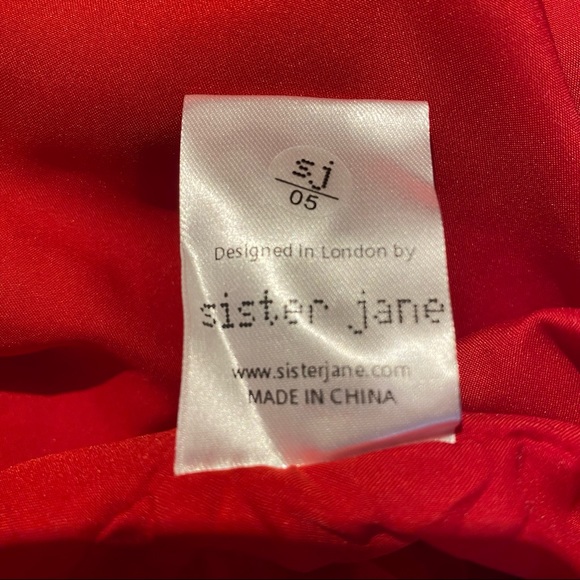 sj
05
Designed in London by
sister jane
www.sisterjane.com
MADE IN CHINA